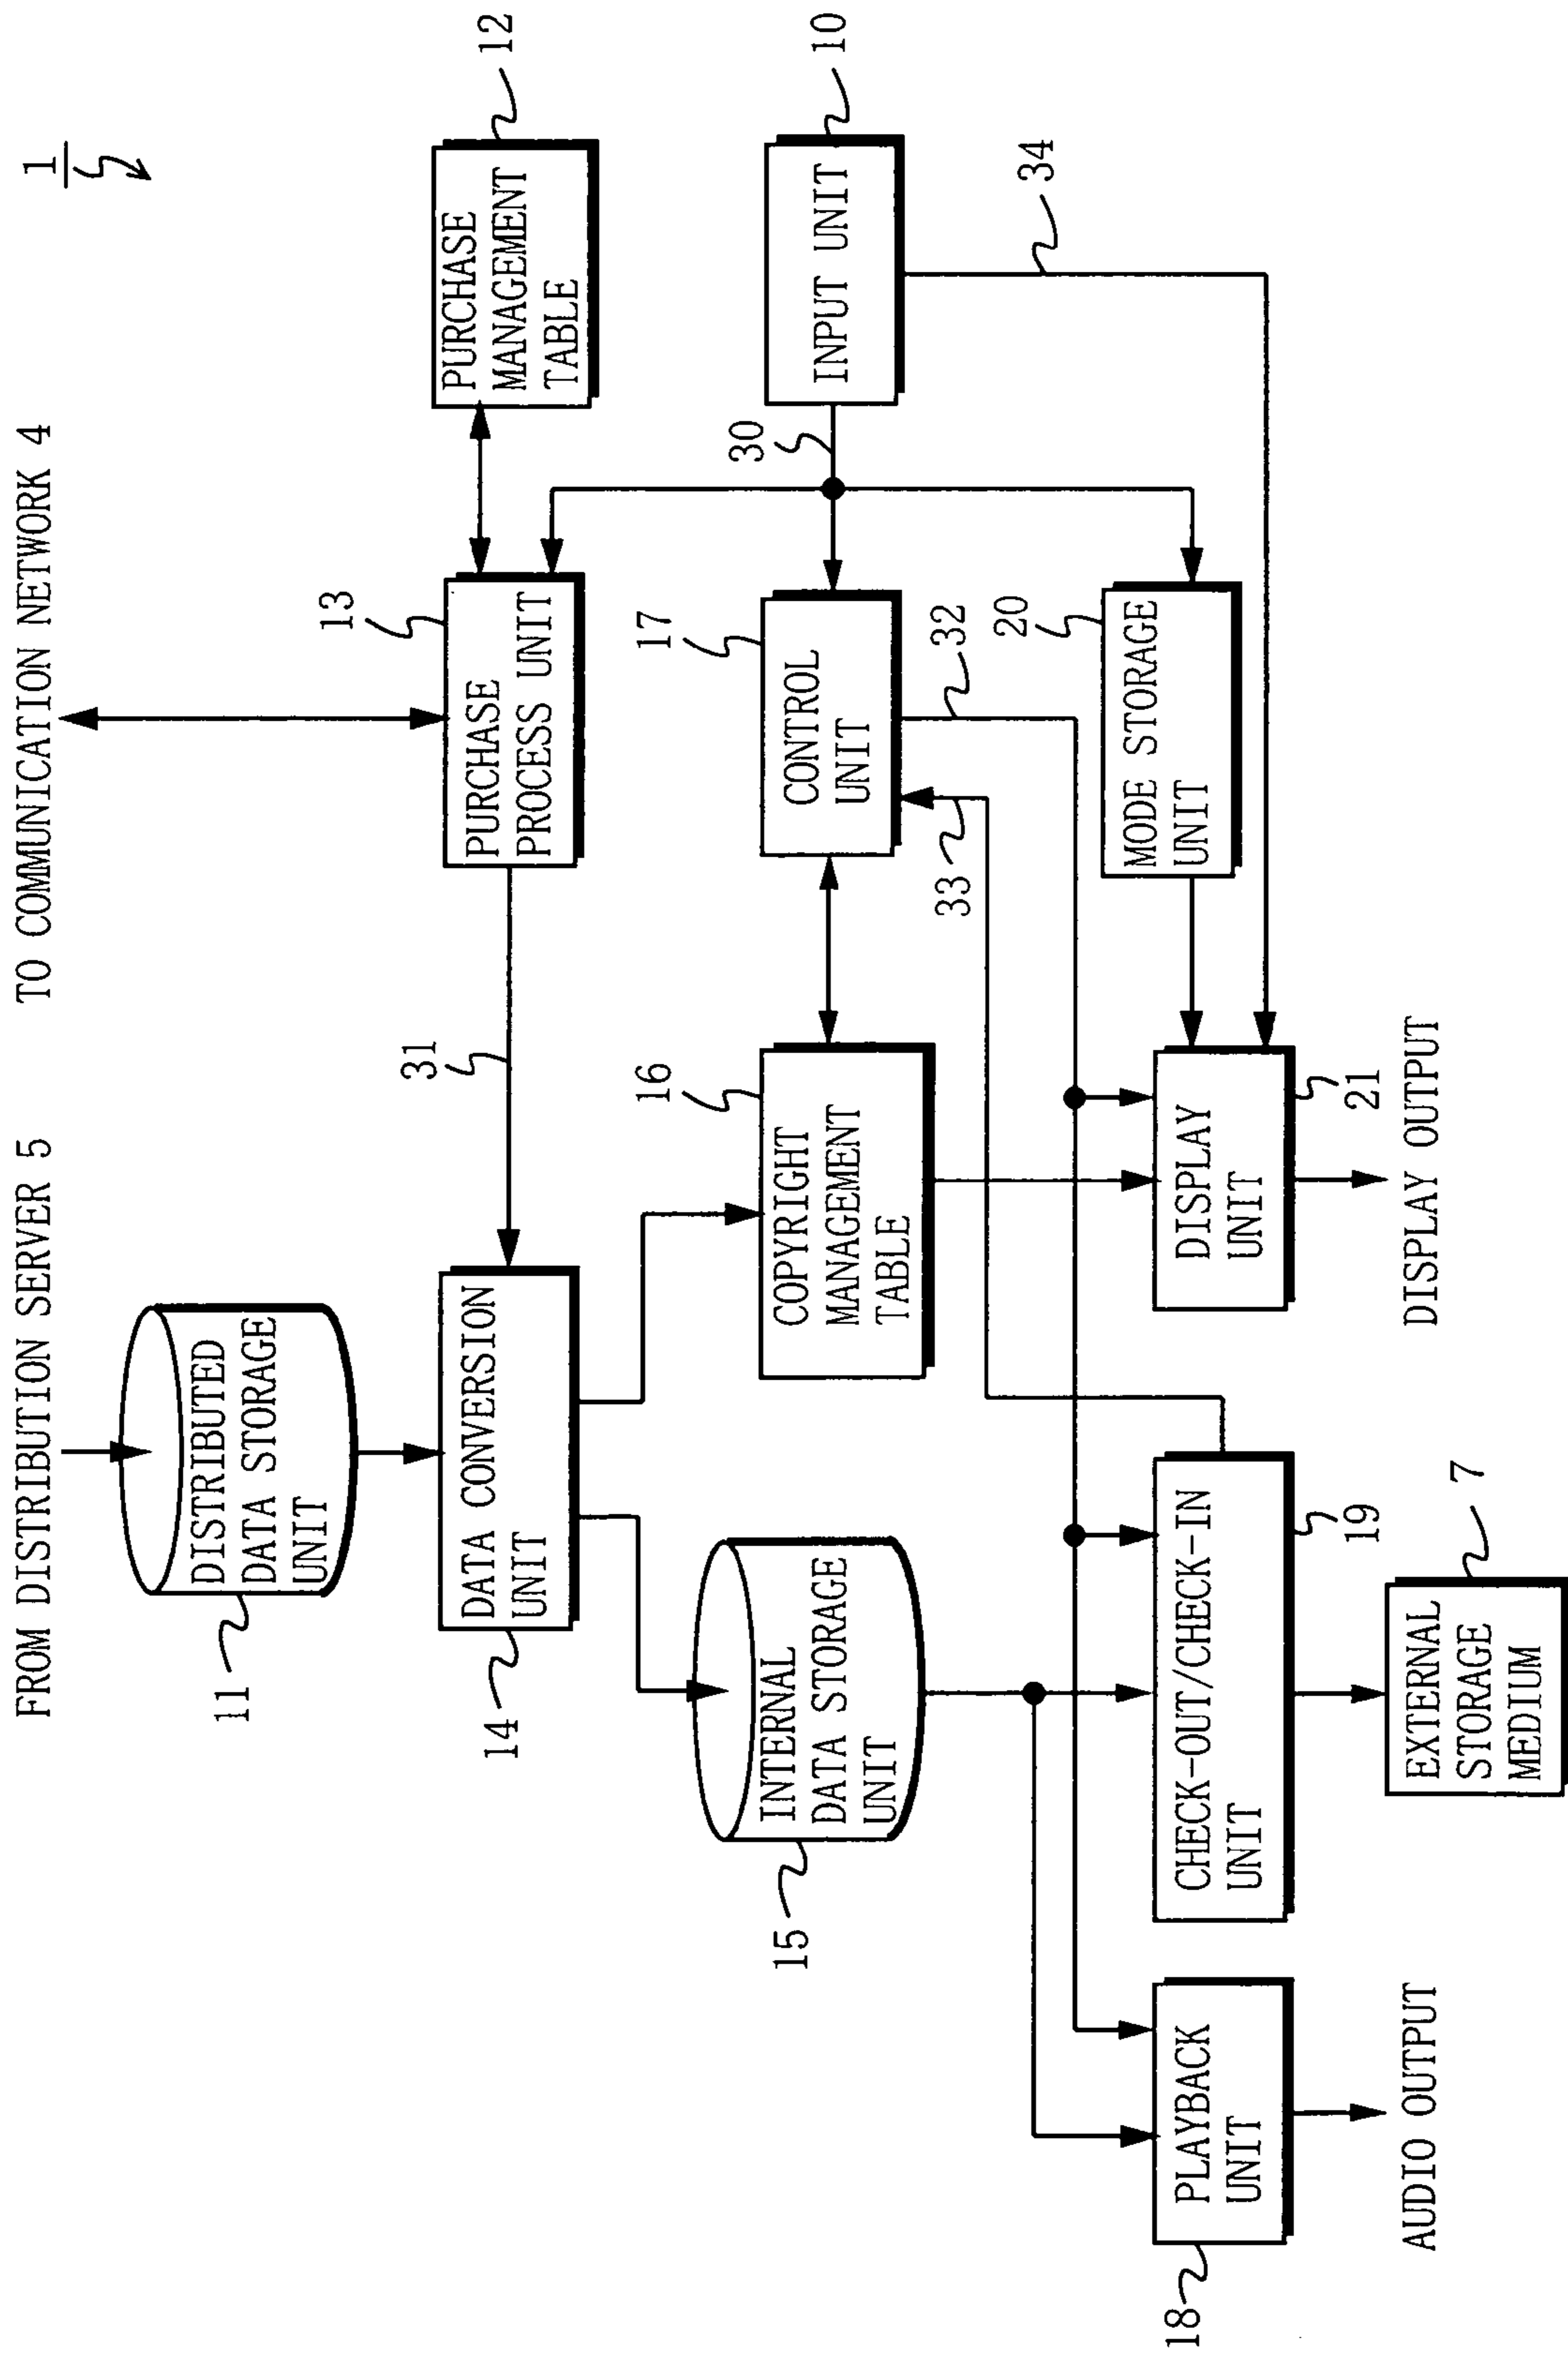 1
FROM DISTRIBUTION SERVER 5
TO COMMUNICATION NETWORK 4
11
DISTRIBUTED
DATA STORAGE
UNIT
13
12
14
DATA CONVERSION
UNIT
31
PURCHASE
PROCESS UNIT
PURCHASE
MANAGEMENT
TABLE
15
INTERNAL
DATA STORAGE
UNIT
16
COPYRIGHT
MANAGEMENT
TABLE
17
CONTROL
UNIT
30
10
INPUT UNIT
33
32
20
34
18
PLAYBACK
UNIT
CHECK-OUT/CHECK-IN
UNIT
19
DISPLAY
UNIT
21
MODE STORAGE
UNIT
AUDIO OUTPUT
EXTERNAL
STORAGE
MEDIUM
7
DISPLAY OUTPUT